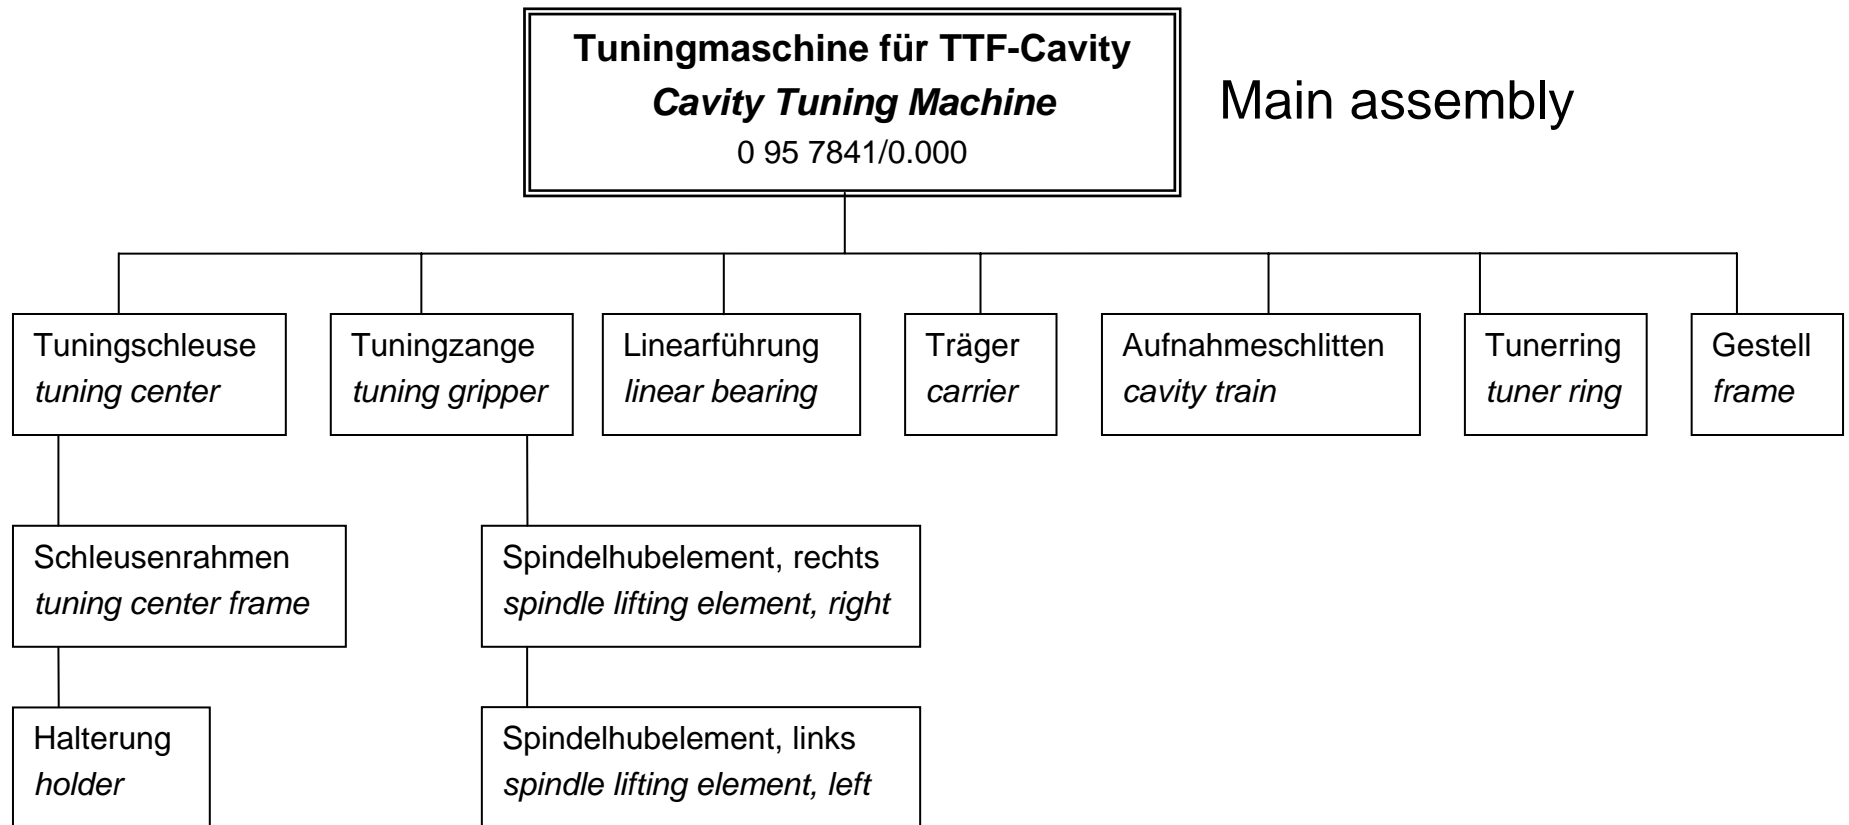 Tuningmaschine für TTF-Cavity
Cavity Tuning Machine
0 95 7841/0.000
Main assembly
Tuningschleuse
tuning center
Tuningzange
tuning gripper
Linearführung
linear bearing
Träger
carrier
Aufnahmeschlitten
cavity train
Tunerring
tuner ring
Gestell
frame
Schleusenrahmen
tuning center frame
Spindelhubelement, rechts
spindle lifting element, right
Halterung
holder
Spindelhubelement, links
spindle lifting element, left